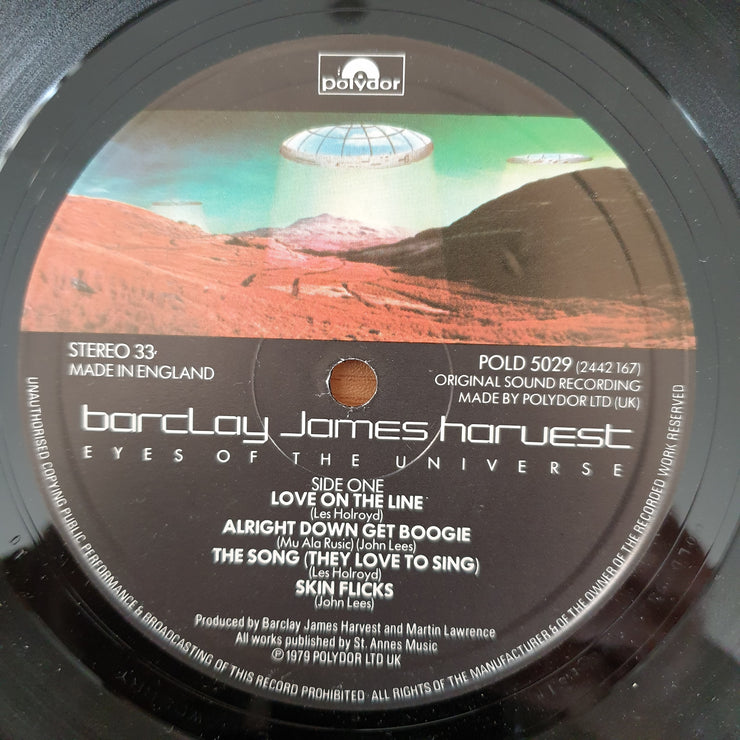 polydor
STEREO 33⅓
MADE IN ENGLAND
POLD 5029 (2442 167)
ORIGINAL SOUND RECORDING
MADE BY POLYDOR LTD (UK)
barclay james harvest
EYES OF THE UNIVERSE
SIDE ONE
LOVE ON THE LINE
(Les Holroyd)
ALRIGHT DOWN GET BOOGIE
(Mu Ala Rusic) (John Lees)
THE SONG (THEY LOVE TO SING)
(Les Holroyd)
SKIN FLICKS
(John Lees)
Produced by Barclay James Harvest and Martin Lawrence
All works published by St. Annes Music
℗ 1979 POLYDOR LTD UK
UNAUTHORISED COPYING PUBLIC PERFORMANCE & BROADCASTING OF THIS RECORD PROHIBITED · ALL RIGHTS OF THE MANUFACTURER & OF THE OWNER OF THE RECORDED WORK RESERVED